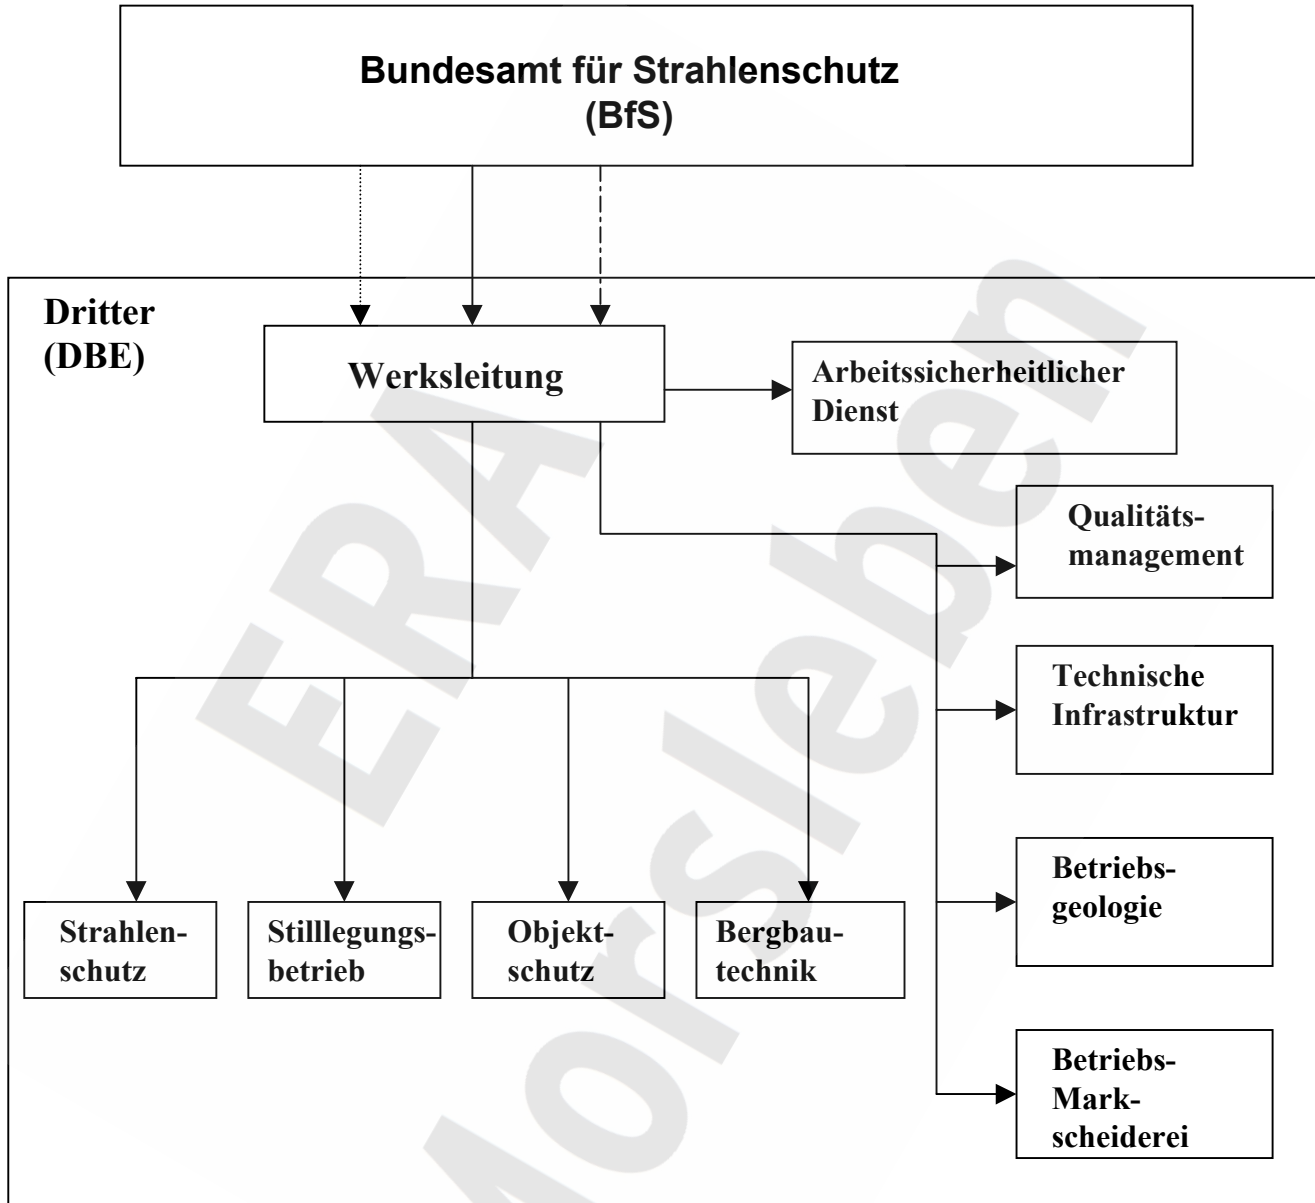 Bundesamt für Strahlenschutz
(BfS)
Dritter
(DBE)
Werksleitung
Arbeitssicherheitlicher
Dienst
Qualitäts-
management
Technische
Infrastruktur
Betriebs-
geologie
Betriebs-
Mark-
scheiderei
Strahlen-
schutz
Stilllegungs-
betrieb
Objekt-
schutz
Bergbau-
technik
ERA
Morsleben